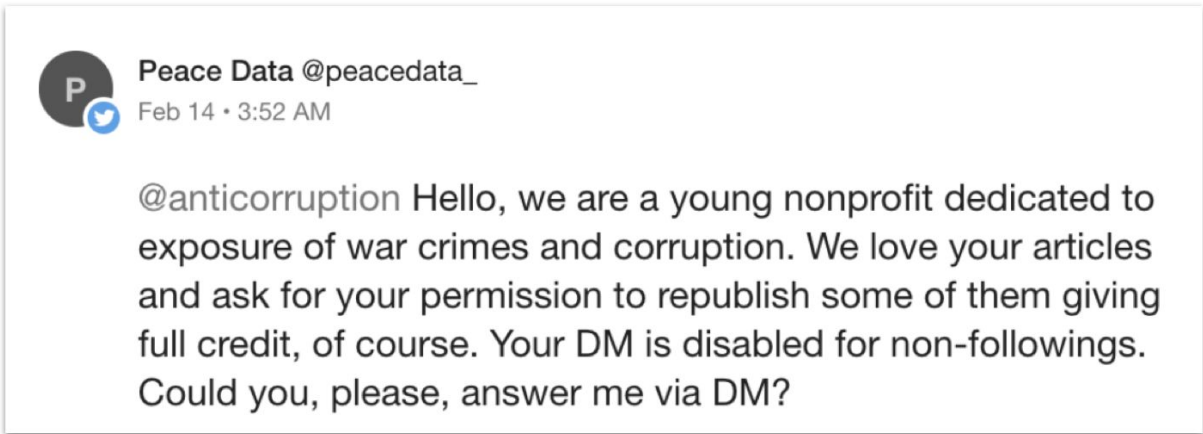 P
Peace Data @peacedata_
Feb 14 • 3:52 AM
@anticorruption Hello, we are a young nonprofit dedicated to
exposure of war crimes and corruption. We love your articles
and ask for your permission to republish some of them giving
full credit, of course. Your DM is disabled for non-followings.
Could you, please, answer me via DM?